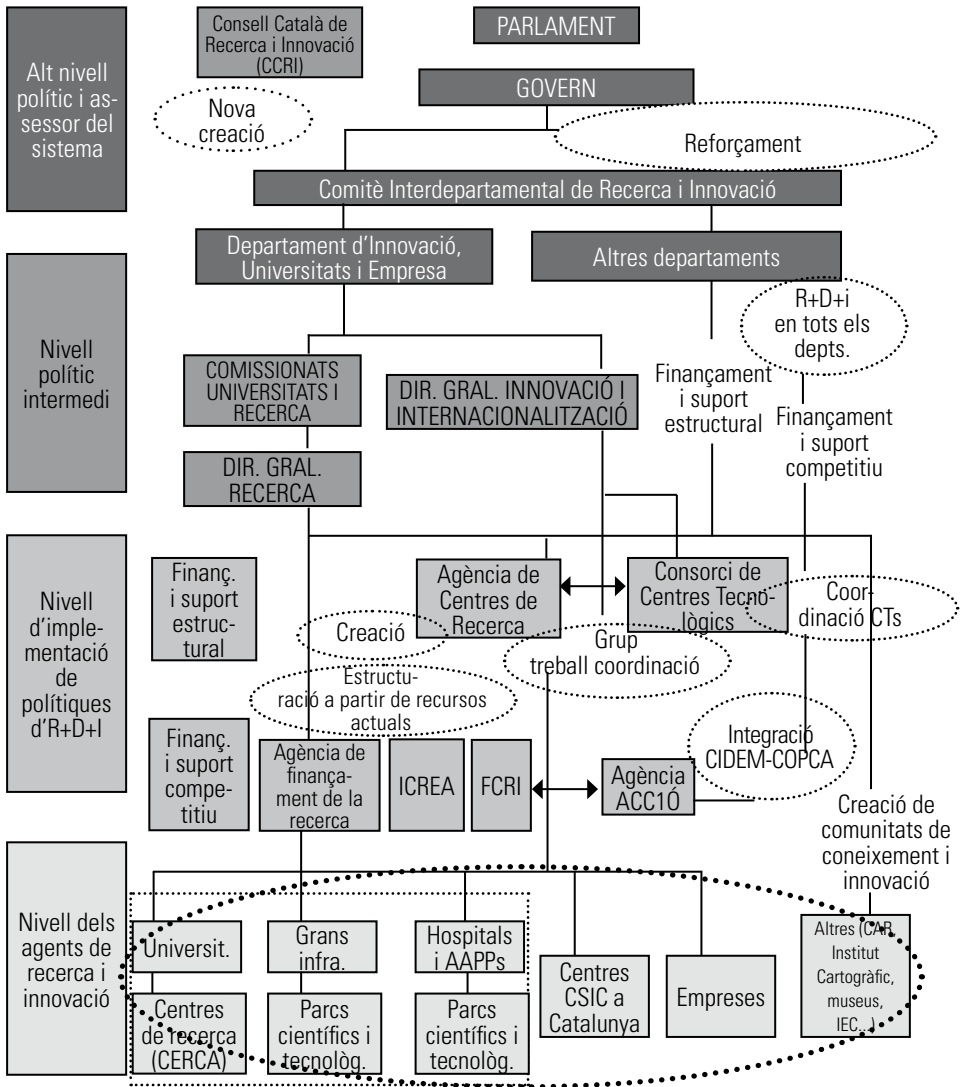 Alt nivell
polític i as-
sessor del
sistema
Consell Català de
Recerca i Innovació
(CCRI)
PARLAMENT
GOVERN
Nova
creació
Reforçament
Comitè Interdepartamental de Recerca i Innovació
Nivell
polític
intermedi
Departament d'Innovació,
Universitats i Empresa
Altres departaments
R+D+i
en tots els
depts.
COMISSIONATS
UNIVERSITATS I
RECERCA
DIR. GRAL. INNOVACIÓ I
INTERNACIONALITZACIÓ
Finançament
i suport
estructural
Finançament
i suport
competitiu
DIR. GRAL.
RECERCA
Nivell
d'imple-
mentació
de
polítiques
d'R+D+I
Finanç.
i suport
estruc-
tural
Creació
Agència de
Centres de
Recerca
Consorci de
Centres Tecno-
lògics
Coor-
dinació CTs
Grup
treball coordinació
Estructu-
ració a partir de recursos
actuals
Finanç.
i suport
compe-
titiu
Agència de
finança-
ment de la
recerca
ICREA
FCRI
Agència
ACC1Ó
Integració
CIDEM-COPCA
Creació de
comunitats de
coneixement i
innovació
Nivell dels
agents de
recerca i
innovació
Universit.
Grans
infra.
Hospitals
i AAPPs
Centres
de recerca
(CERCA)
Parcs
científics i
tecnològ.
Parcs
científics i
tecnològ.
Centres
CSIC a
Catalunya
Empreses
Altres (CAR,
Institut
Cartogràfic,
museus,
IEC...)